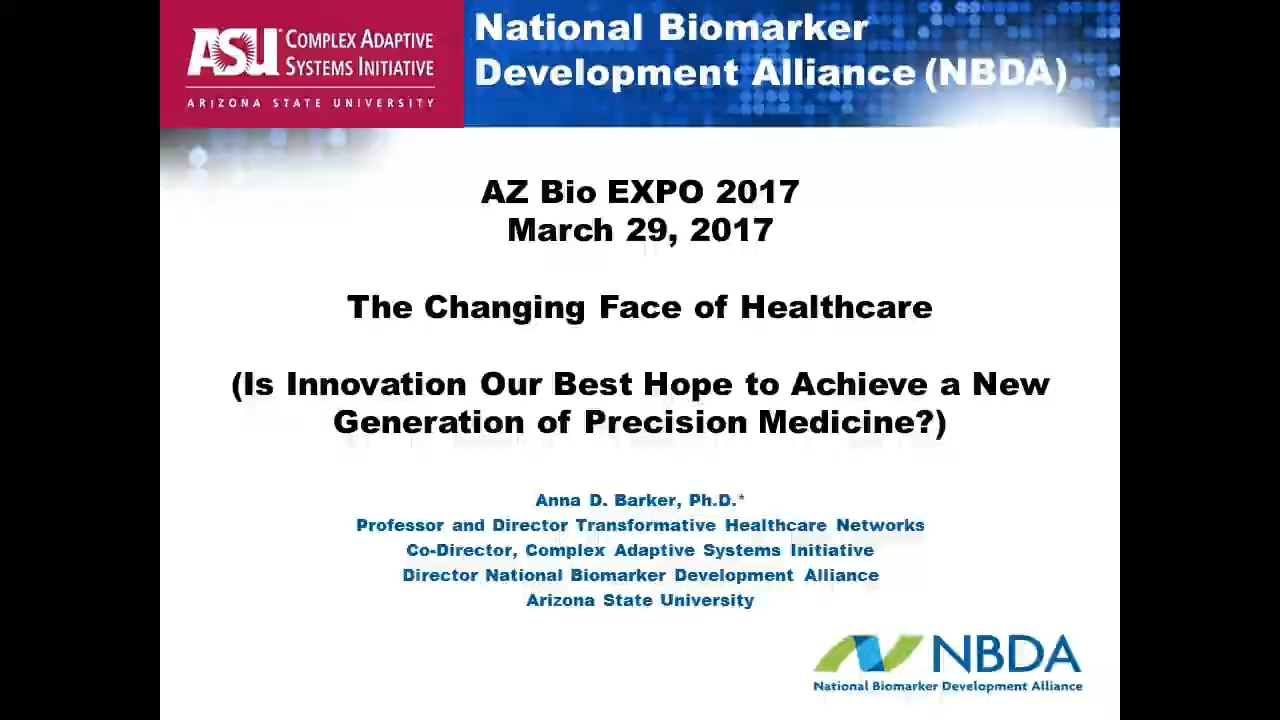 ASU COMPLEX ADAPTIVE
SYSTEMS INITIATIVE
ARIZONA STATE UNIVERSITY
National Biomarker
Development Alliance (NBDA)
AZ Bio EXPO 2017
March 29, 2017
The Changing Face of Healthcare
(Is Innovation Our Best Hope to Achieve a New
Generation of Precision Medicine?)
Anna D. Barker, Ph.D.*
Professor and Director Transformative Healthcare Networks
Co-Director, Complex Adaptive Systems Initiative
Director National Biomarker Development Alliance
Arizona State University
NBDA
National Biomarker Development Alliance